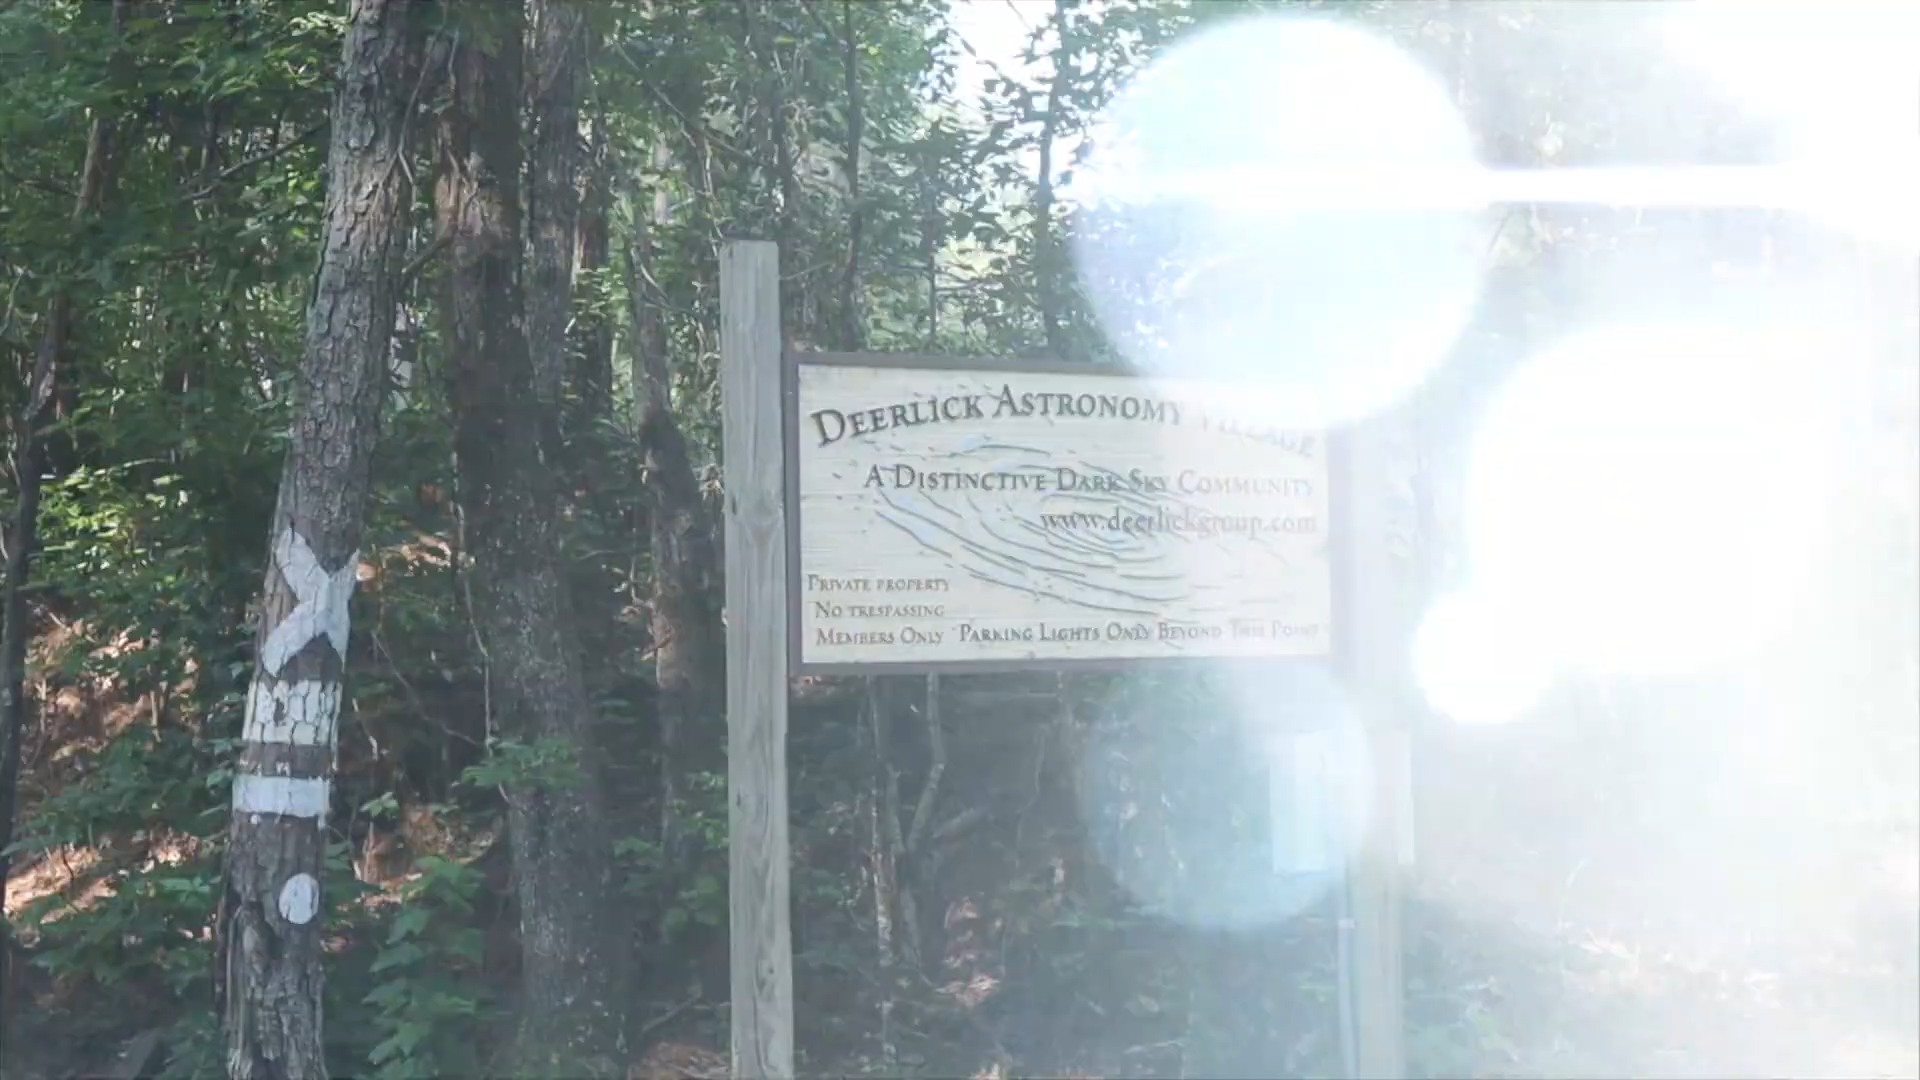 DEERLICK ASTRONOMY VILLAGE
A DISTINCTIVE DARK SKY COMMUNITY
www.deerlickgroup.com
PRIVATE PROPERTY
NO TRESPASSING
MEMBERS ONLY PARKING LIGHTS ONLY BEYOND THIS POINT